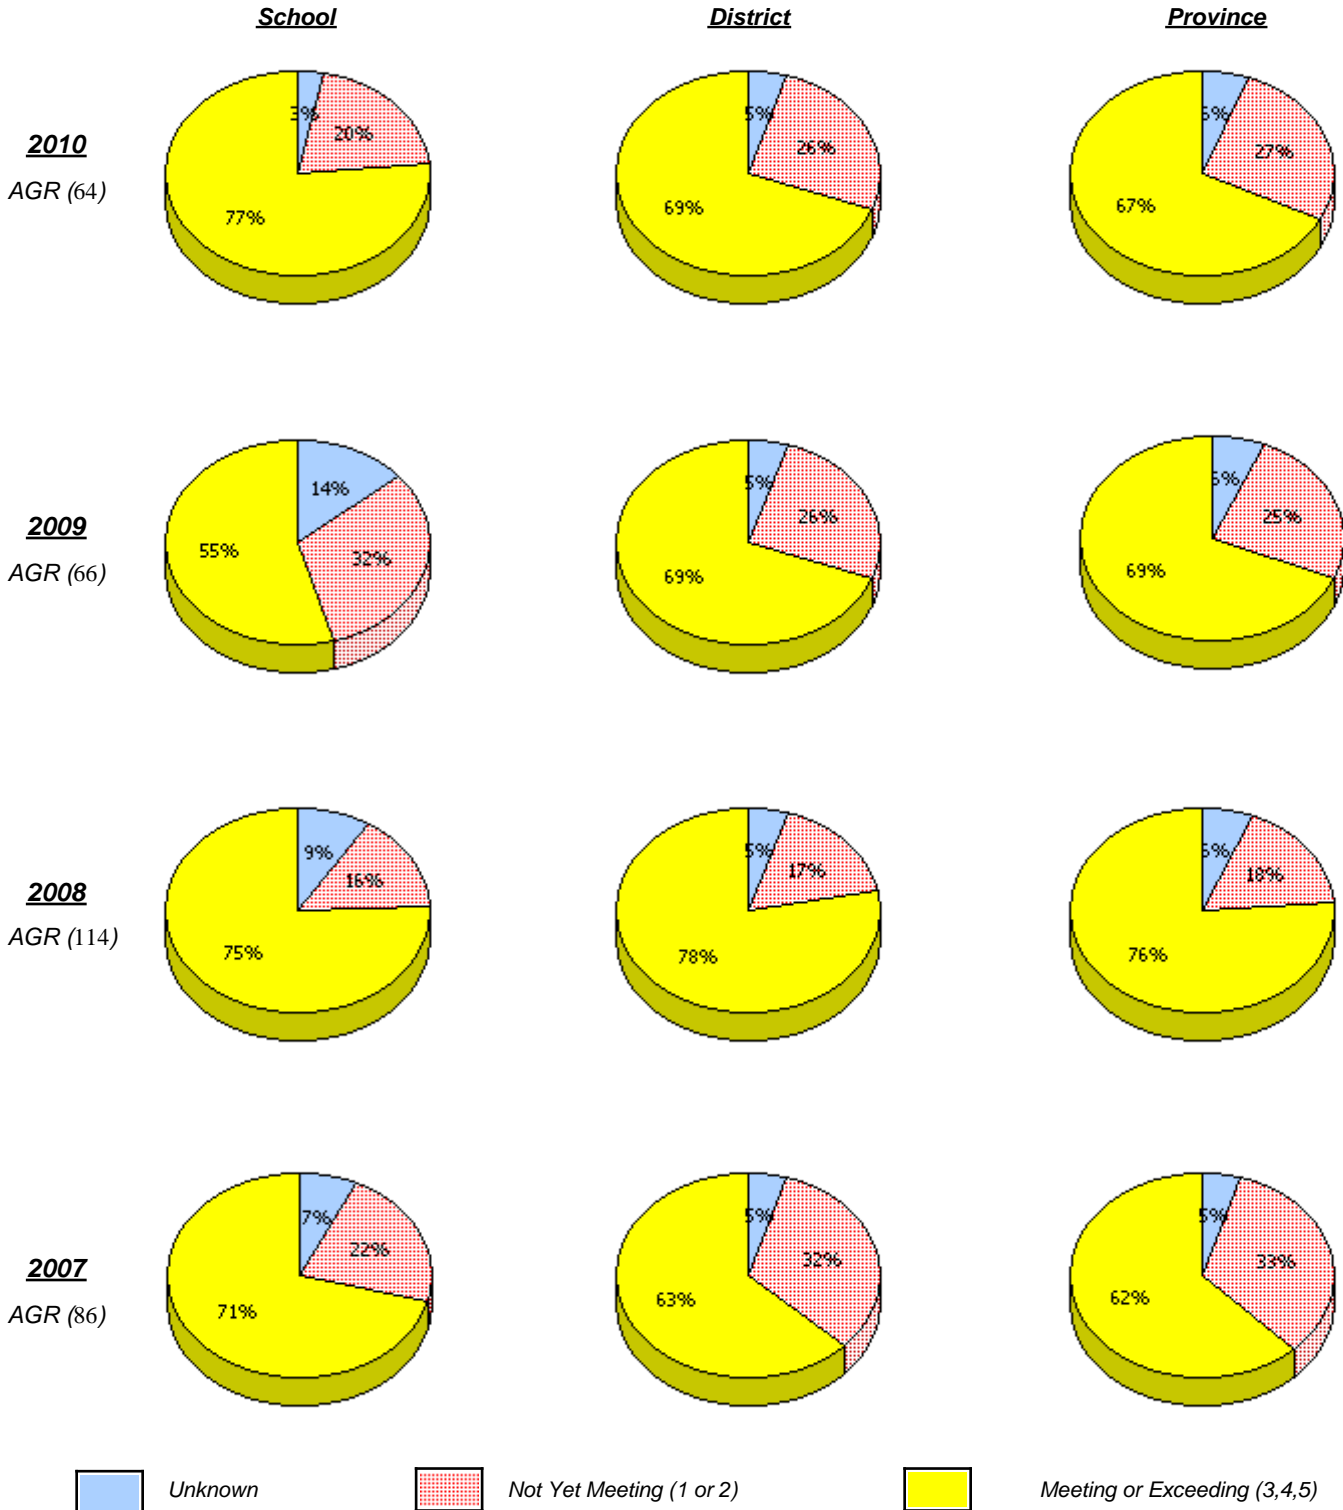 School District Province
2010
AGR (64)
3% 20% 77%
5% 26% 69%
6% 27% 67%
2009
AGR (66)
14% 32% 55%
5% 26% 69%
6% 25% 69%
2008
AGR (114)
9% 16% 75%
5% 17% 78%
6% 18% 76%
2007
AGR (86)
7% 22% 71%
5% 32% 63%
5% 33% 62%
Unknown Not Yet Meeting (1 or 2) Meeting or Exceeding (3,4,5)